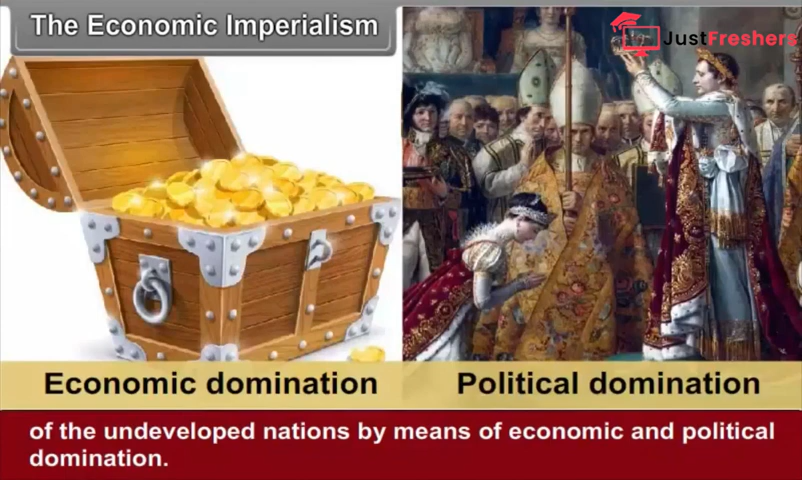 The Economic Imperialism
JustFreshers
Economic domination
Political domination
of the undeveloped nations by means of economic and political
domination.